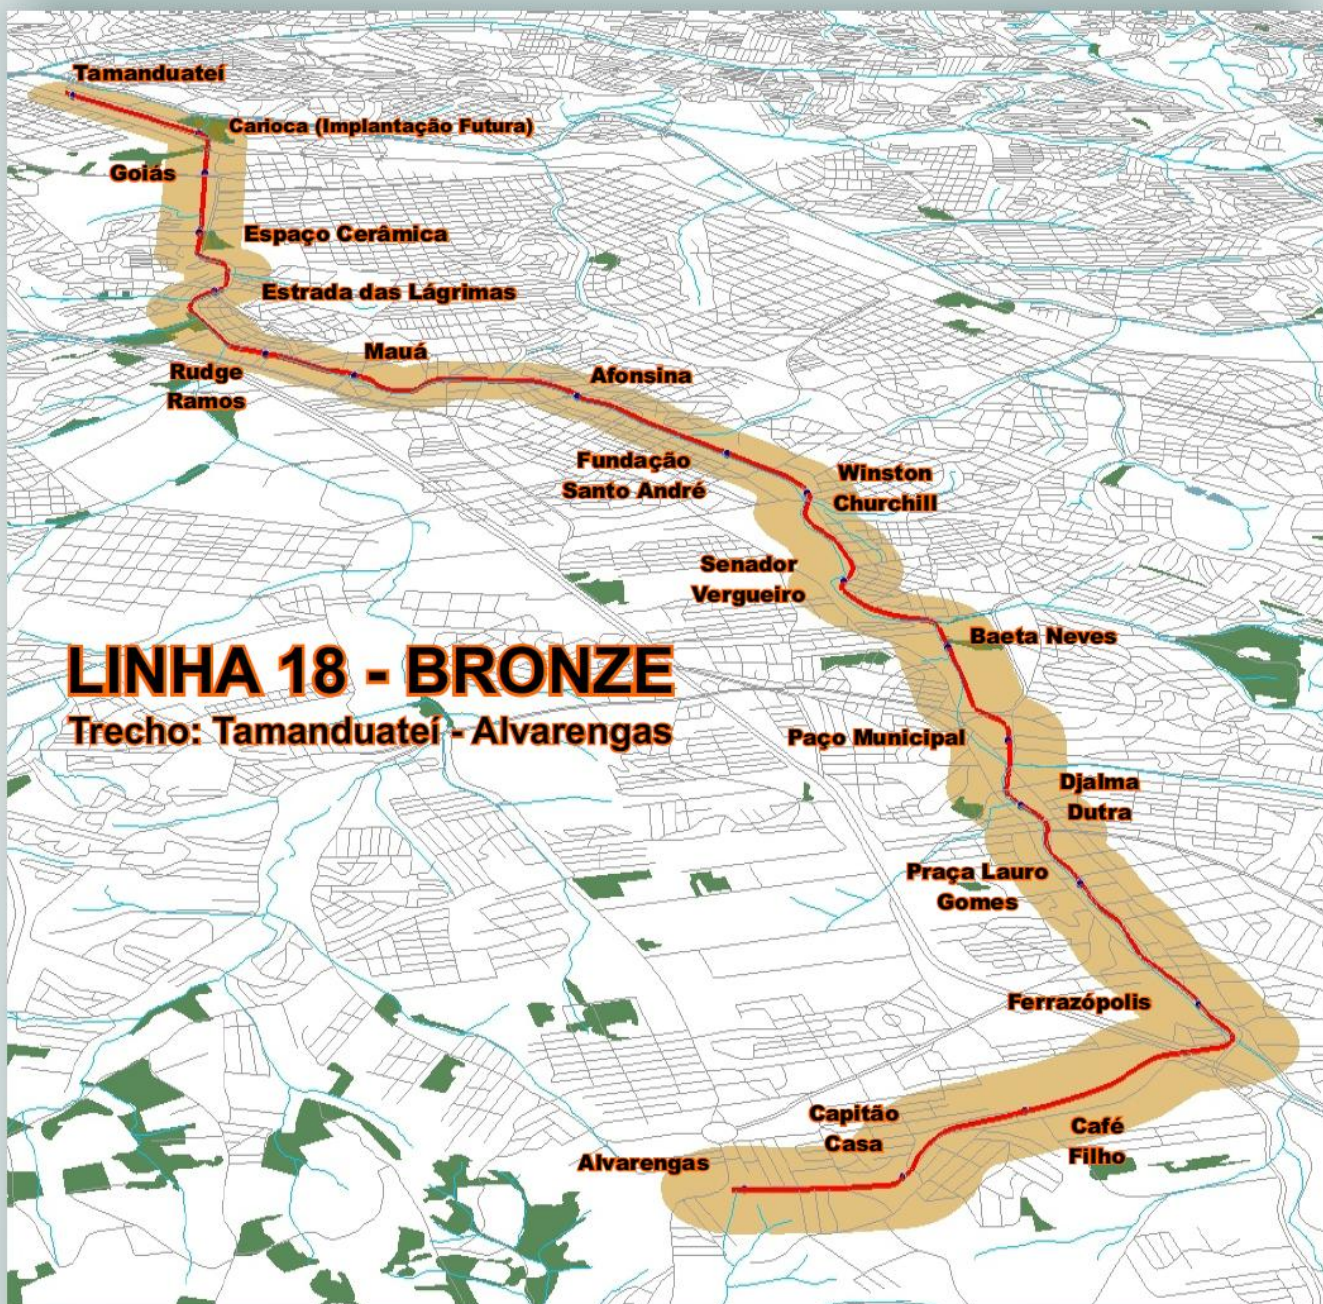 Tamanduateí
Carioca (Implantação Futura)
Goiás
Espaço Cerâmica
Estrada das Lágrimas
Mauá
Rudge
Ramos
Afonsina
Fundação
Santo André
Winston
Churchill
Senador
Vergueiro
Baeta Neves
LINHA 18 - BRONZE
Trecho: Tamanduateí - Alvarengas
Paço Municipal
Djalma
Dutra
Praça Lauro
Gomes
Ferrazópolis
Capitão
Casa
Café
Filho
Alvarengas